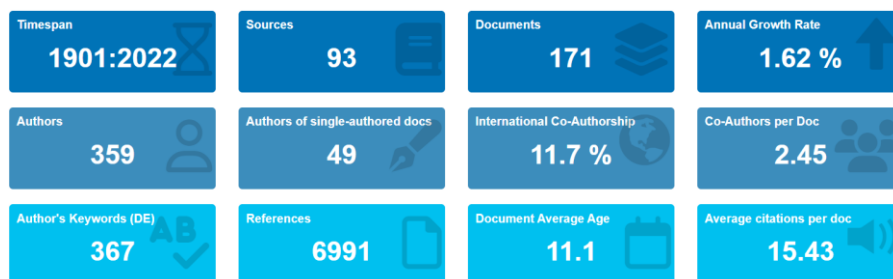 Timespan
1901:2022
Sources
93
Documents
171
Annual Growth Rate
1.62 %
Authors
359
Authors of single-authored docs
49
International Co-Authorship
11.7 %
Co-Authors per Doc
2.45
Author's Keywords (DE)
AB
367
References
6991
Document Average Age
11.1
Average citations per doc
15.43